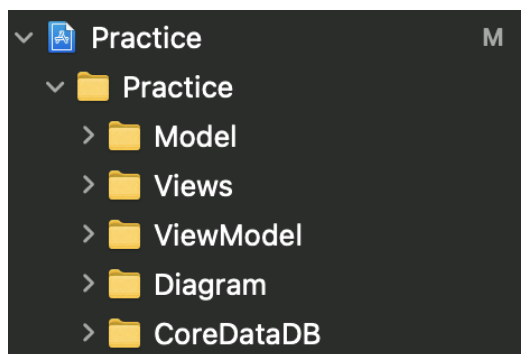 Practice M
Practice
Model
Views
ViewModel
Diagram
CoreDataDB